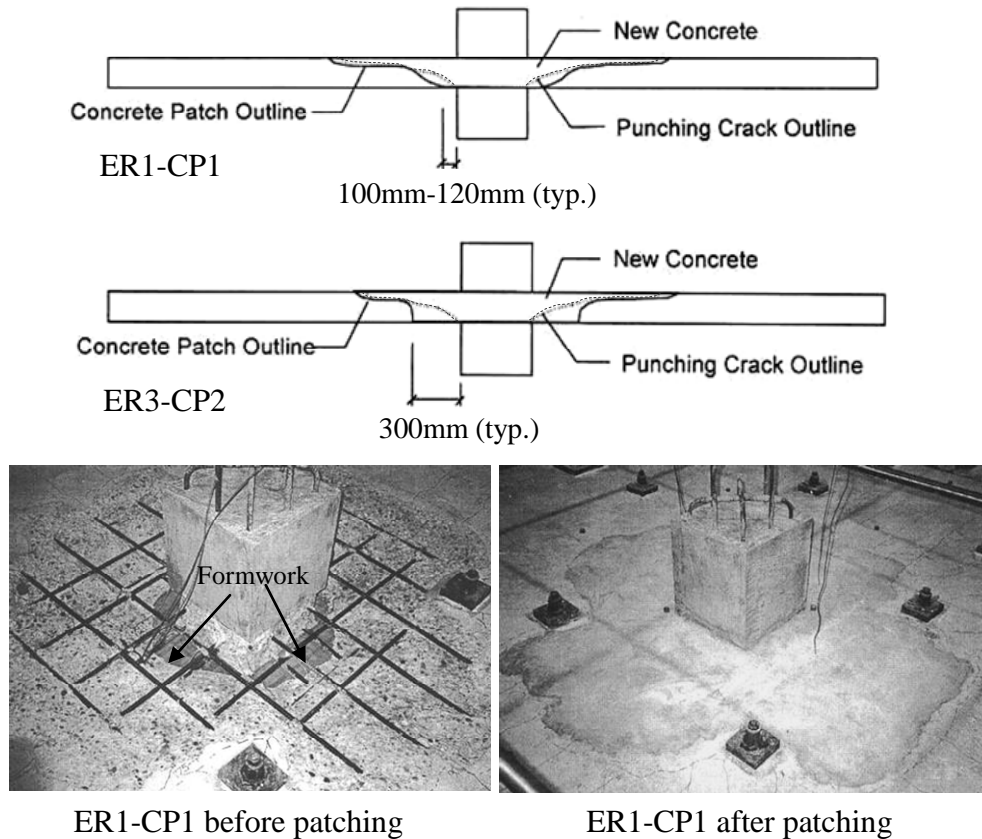 New Concrete
Concrete Patch Outline
Punching Crack Outline
ER1-CP1
100mm-120mm (typ.)
New Concrete
Concrete Patch Outline
Punching Crack Outline
ER3-CP2
300mm (typ.)
Formwork
ER1-CP1 before patching
ER1-CP1 after patching